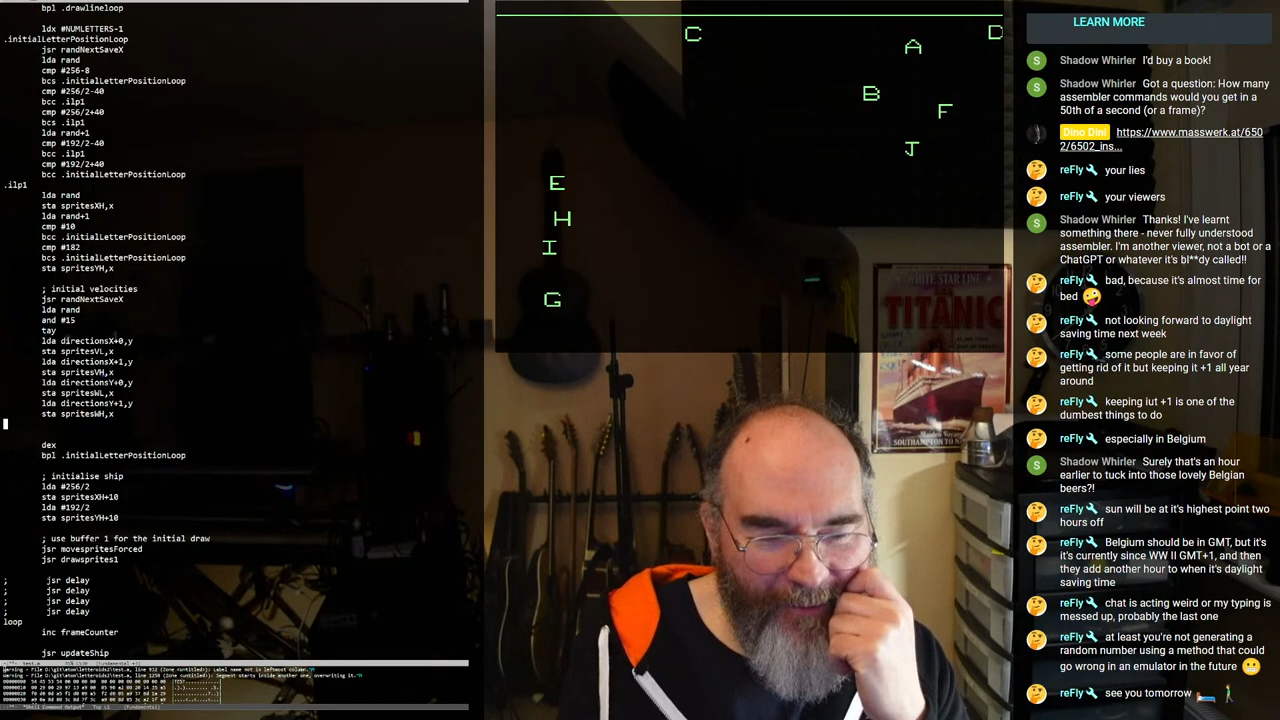 bpl .drawlineloop
ldx #NUMLETTERS-1
.initialLetterPositionLoop
jsr randNextSaveX
lda rand
cmp #256-8
bcs .initialLetterPositionLoop
cmp #256/2-40
bcc .ilp1
cmp #256/2+40
bcs .ilp1
lda rand+1
cmp #192/2-40
bcc .ilp1
cmp #192/2+40
bcc .initialLetterPositionLoop
.ilp1
lda rand
sta spritesXH,x
lda rand+1
cmp #10
bcc .initialLetterPositionLoop
cmp #182
bcs .initialLetterPositionLoop
sta spritesYH,x
; initial velocities
jsr randNextSaveX
lda rand
and #15
tay
lda directionsX+0,y
sta spritesVL,x
lda directionsX+1,y
sta spritesVH,x
lda directionsY+0,y
sta spritesWL,x
lda directionsY+1,y
sta spritesWH,x
dex
bpl .initialLetterPositionLoop
; initialise ship
lda #256/2
sta spritesXH+10
lda #192/2
sta spritesYH+10
; use buffer 1 for the initial draw
jsr movespritesForced
jsr drawsprites1
; jsr delay
; jsr delay
; jsr delay
; jsr delay
loop
inc frameCounter
jsr updateShip
C
A
D
B
F
J
E
H
I
G
WHITE STAR LINE
TITANIC
SOUTHAMPTON TO
LEARN MORE
S Shadow Whirler I'd buy a book!
S Shadow Whirler Got a question: How many
assembler commands would you get in a
50th of a second (or a frame)?
Dino Dini https://www.masswerk.at/650
2/6502_ins...
reFly your lies
reFly your viewers
S Shadow Whirler Thanks! I've learnt
something there - never fully understood
assembler. I'm another viewer, not a bot or a
ChatGPT or whatever it's bl**dy called!!
reFly bad, because it's almost time for
bed
reFly not looking forward to daylight
saving time next week
reFly some people are in favor of
getting rid of it but keeping it +1 all year
around
reFly keeping iut +1 is one of the
dumbest things to do
reFly especially in Belgium
S Shadow Whirler Surely that's an hour
earlier to tuck into those lovely Belgian
beers?!
reFly sun will be at it's highest point two
hours off
reFly Belgium should be in GMT, but it's
it's currently since WW II GMT+1, and then
they add another hour to when it's daylight
saving time
reFly chat is acting weird or my typing is
messed up, probably the last one
reFly at least you're not generating a
random number using a method that could
go wrong in an emulator in the future
reFly see you tomorrow